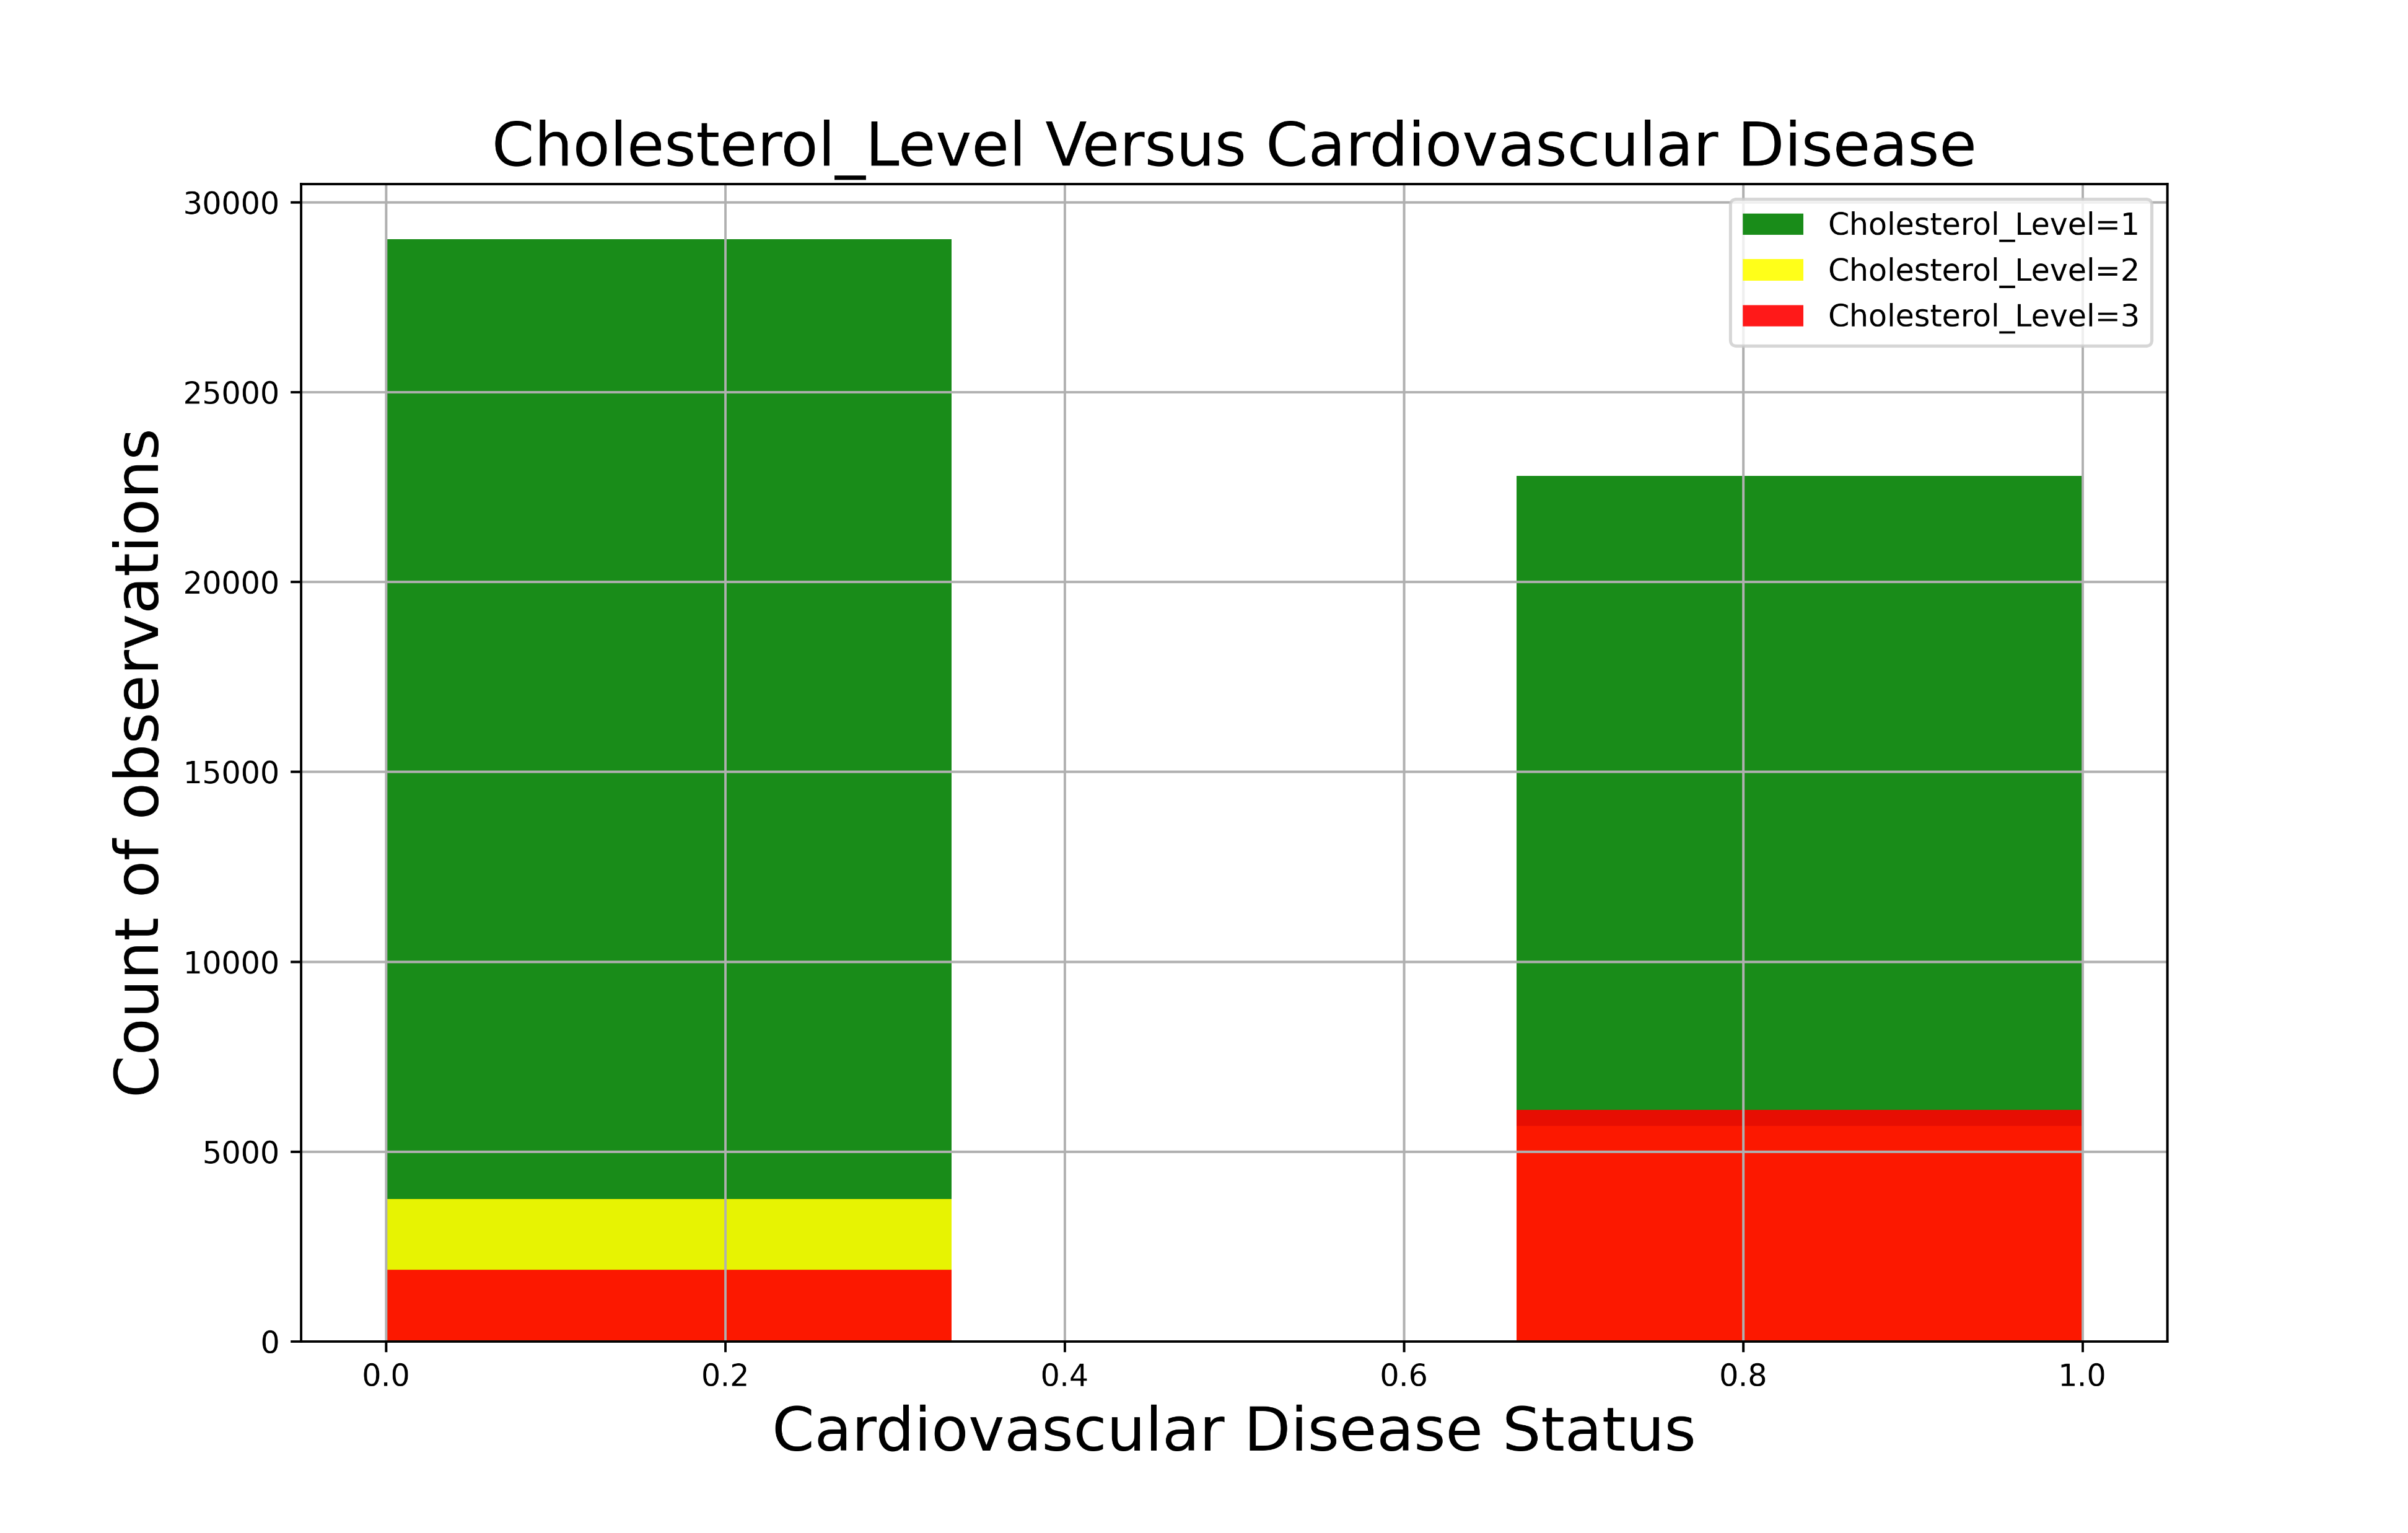 Cholesterol_Level Versus Cardiovascular Disease
Cholesterol_Level=1
Cholesterol_Level=2
Cholesterol_Level=3
Count of observations
30000
25000
20000
15000
10000
5000
0
0.0 0.2 0.4 0.6 0.8 1.0
Cardiovascular Disease Status